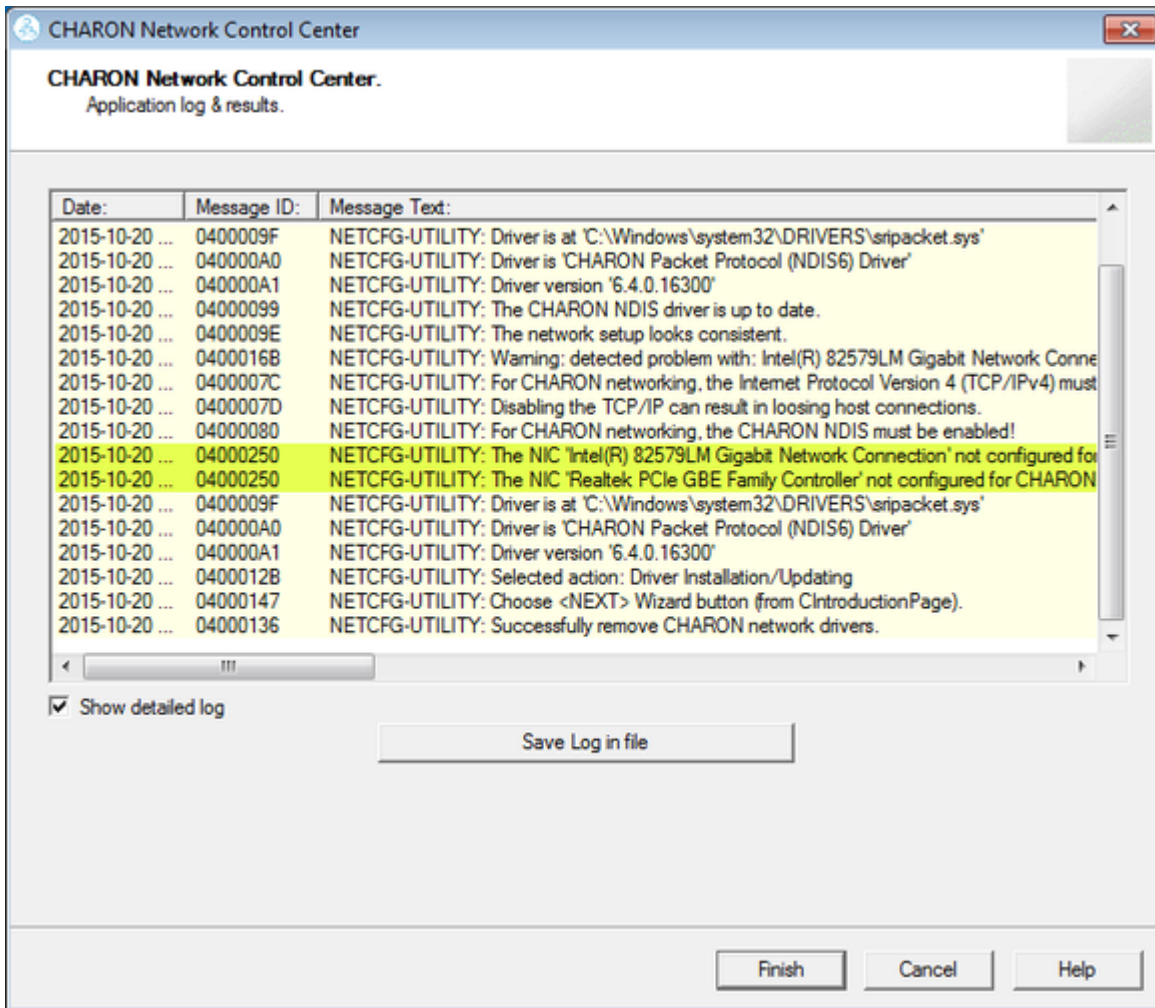 CHARON Network Control Center
CHARON Network Control Center.
Application log & results.
Date: Message ID: Message Text:
2015-10-20 ... 0400009F NETCFG-UTILITY: Driver is at 'C:\Windows\system32\DRIVERS\sripacket.sys'
2015-10-20 ... 040000A0 NETCFG-UTILITY: Driver is 'CHARON Packet Protocol (NDIS6) Driver'
2015-10-20 ... 040000A1 NETCFG-UTILITY: Driver version '6.4.0.16300'
2015-10-20 ... 04000099 NETCFG-UTILITY: The CHARON NDIS driver is up to date.
2015-10-20 ... 0400009E NETCFG-UTILITY: The network setup looks consistent.
2015-10-20 ... 0400016B NETCFG-UTILITY: Warning: detected problem with: Intel(R) 82579LM Gigabit Network Conne
2015-10-20 ... 0400007C NETCFG-UTILITY: For CHARON networking, the Internet Protocol Version 4 (TCP/IPv4) must
2015-10-20 ... 0400007D NETCFG-UTILITY: Disabling the TCP/IP can result in loosing host connections.
2015-10-20 ... 04000080 NETCFG-UTILITY: For CHARON networking, the CHARON NDIS must be enabled!
2015-10-20 ... 04000250 NETCFG-UTILITY: The NIC 'Intel(R) 82579LM Gigabit Network Connection' not configured for
2015-10-20 ... 04000250 NETCFG-UTILITY: The NIC 'Realtek PCIe GBE Family Controller' not configured for CHARON
2015-10-20 ... 0400009F NETCFG-UTILITY: Driver is at 'C:\Windows\system32\DRIVERS\sripacket.sys'
2015-10-20 ... 040000A0 NETCFG-UTILITY: Driver is 'CHARON Packet Protocol (NDIS6) Driver'
2015-10-20 ... 040000A1 NETCFG-UTILITY: Driver version '6.4.0.16300'
2015-10-20 ... 0400012B NETCFG-UTILITY: Selected action: Driver Installation/Updating
2015-10-20 ... 04000147 NETCFG-UTILITY: Choose <NEXT> Wizard button (from CIntroductionPage).
2015-10-20 ... 04000136 NETCFG-UTILITY: Successfully remove CHARON network drivers.
Show detailed log
Save Log in file
Finish Cancel Help